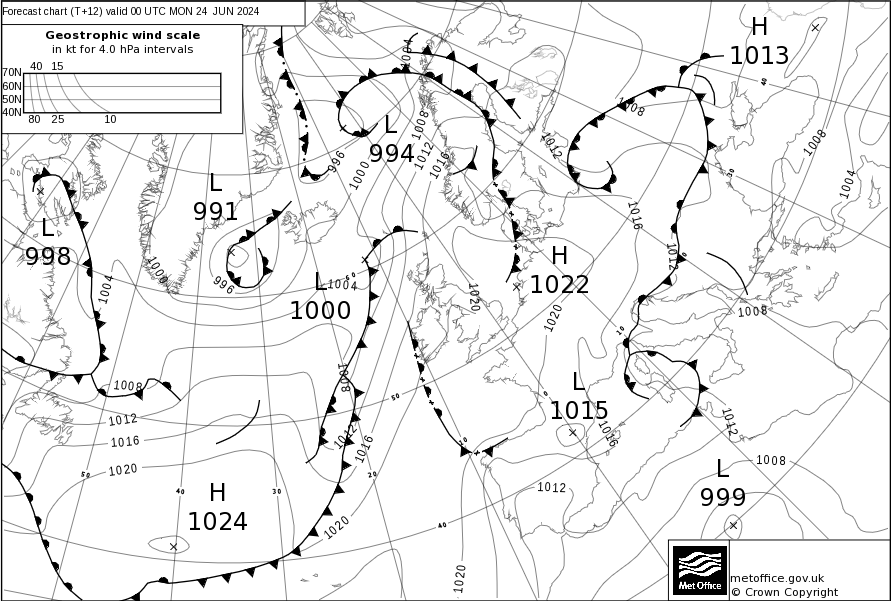 Forecast chart (T+12) valid 00 UTC MON 24 JUN 2024
Geostrophic wind scale
in kt for 4.0 hPa intervals
40 15
70N
60N
50N
40N
80 25 10
H
1013
L
994
L
991
L
998
L
1000
H
1022
L
1015
H
1024
L
999
1004
1008
1012
1016
996
1000
1008
1012
1016
1008
1004
1012
1000
996
1004
1004
1020
1020
1008
1008
1012
1016
1020
1008
1012
1016
1016
1012
1012
1008
1020
1020
50
40
30
20
40
50
10
0
10
60
40
Met Office
metoffice.gov.uk
© Crown Copyright